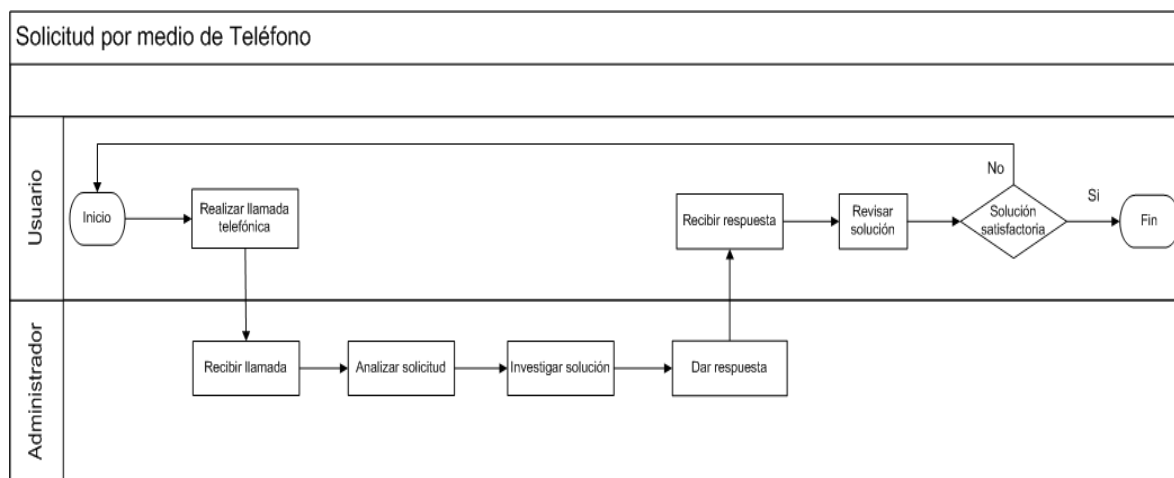 Solicitud por medio de Teléfono
Usuario
Inicio
Realizar llamada
telefónica
Recibir respuesta
Revisar
solución
No
Solución
satisfactoria
Si
Fin
Administrador
Recibir llamada
Analizar solicitud
Investigar solución
Dar respuesta